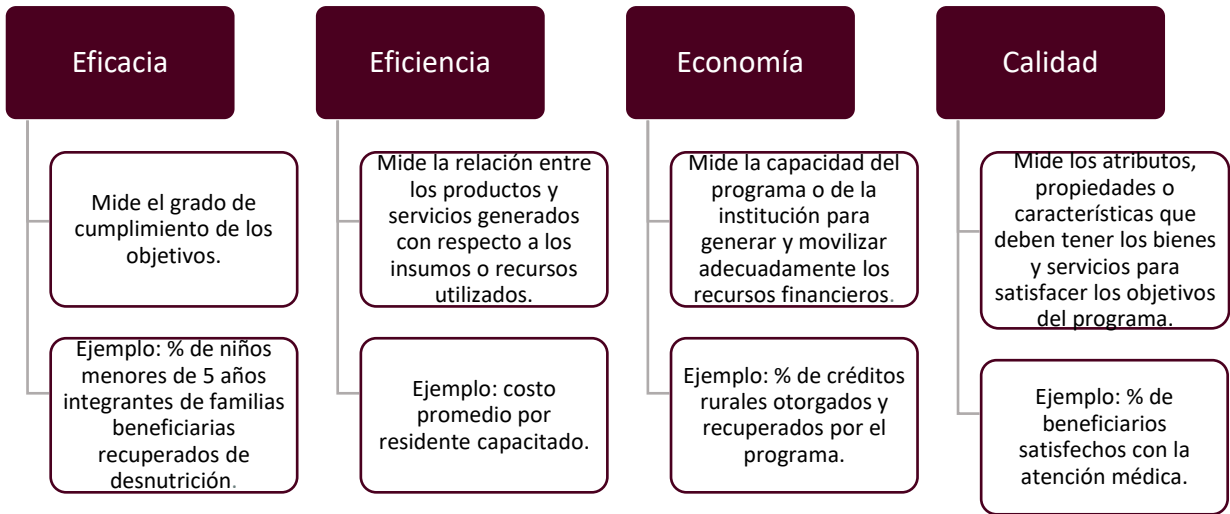 Eficacia
Mide el grado de
cumplimiento de los
objetivos.
Ejemplo: % de niños
menores de 5 años
integrantes de familias
beneficiarias
recuperados de
desnutrición.
Eficiencia
Mide la relación entre
los productos y
servicios generados
con respecto a los
insumos o recursos
utilizados.
Ejemplo: costo
promedio por
residente capacitado.
Economía
Mide la capacidad del
programa o de la
institución para
generar y movilizar
adecuadamente los
recursos financieros.
Ejemplo: % de créditos
rurales otorgados y
recuperados por el
programa.
Calidad
Mide los atributos,
propiedades o
características que
deben tener los bienes
y servicios para
satisfacer los objetivos
del programa.
Ejemplo: % de
beneficiarios
satisfechos con la
atención médica.